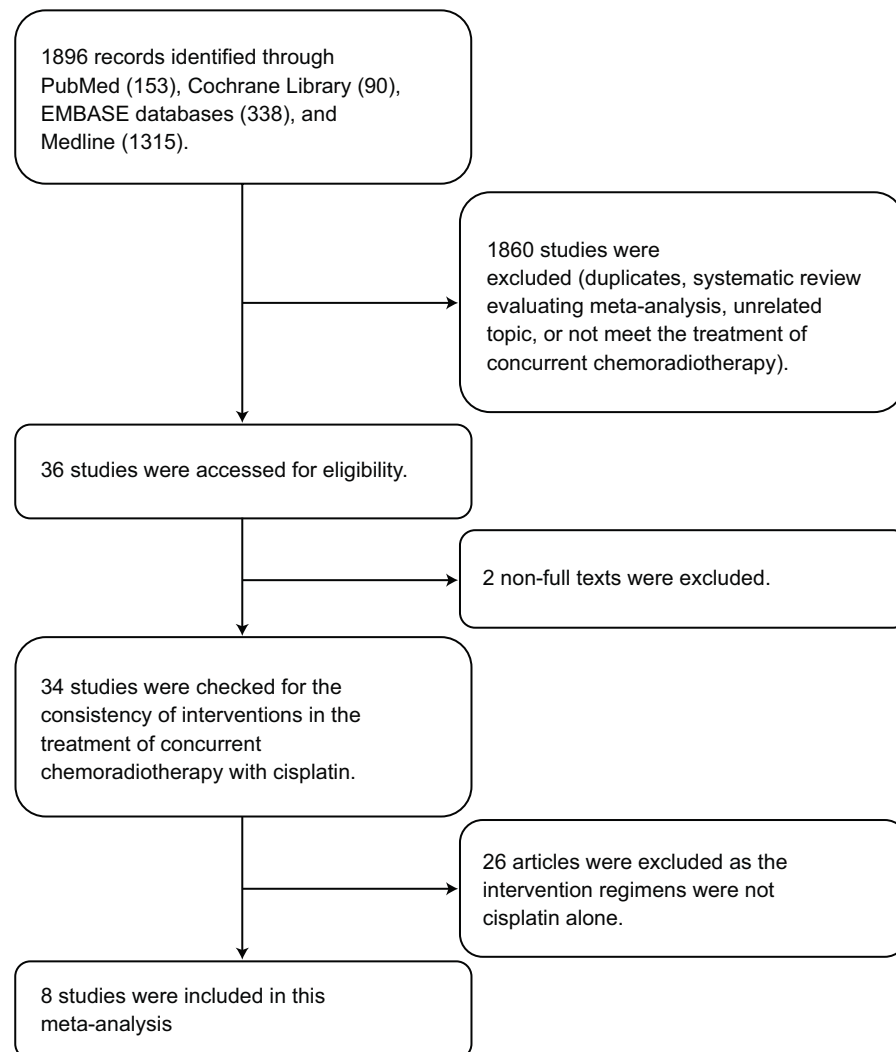 1896 records identified through
PubMed (153), Cochrane Library (90),
EMBASE databases (338), and
Medline (1315).
1860 studies were
excluded (duplicates, systematic review
evaluating meta-analysis, unrelated
topic, or not meet the treatment of
concurrent chemoradiotherapy).
36 studies were accessed for eligibility.
2 non-full texts were excluded.
34 studies were checked for the
consistency of interventions in the
treatment of concurrent
chemoradiotherapy with cisplatin.
26 articles were excluded as the
intervention regimens were not
cisplatin alone.
8 studies were included in this
meta-analysis